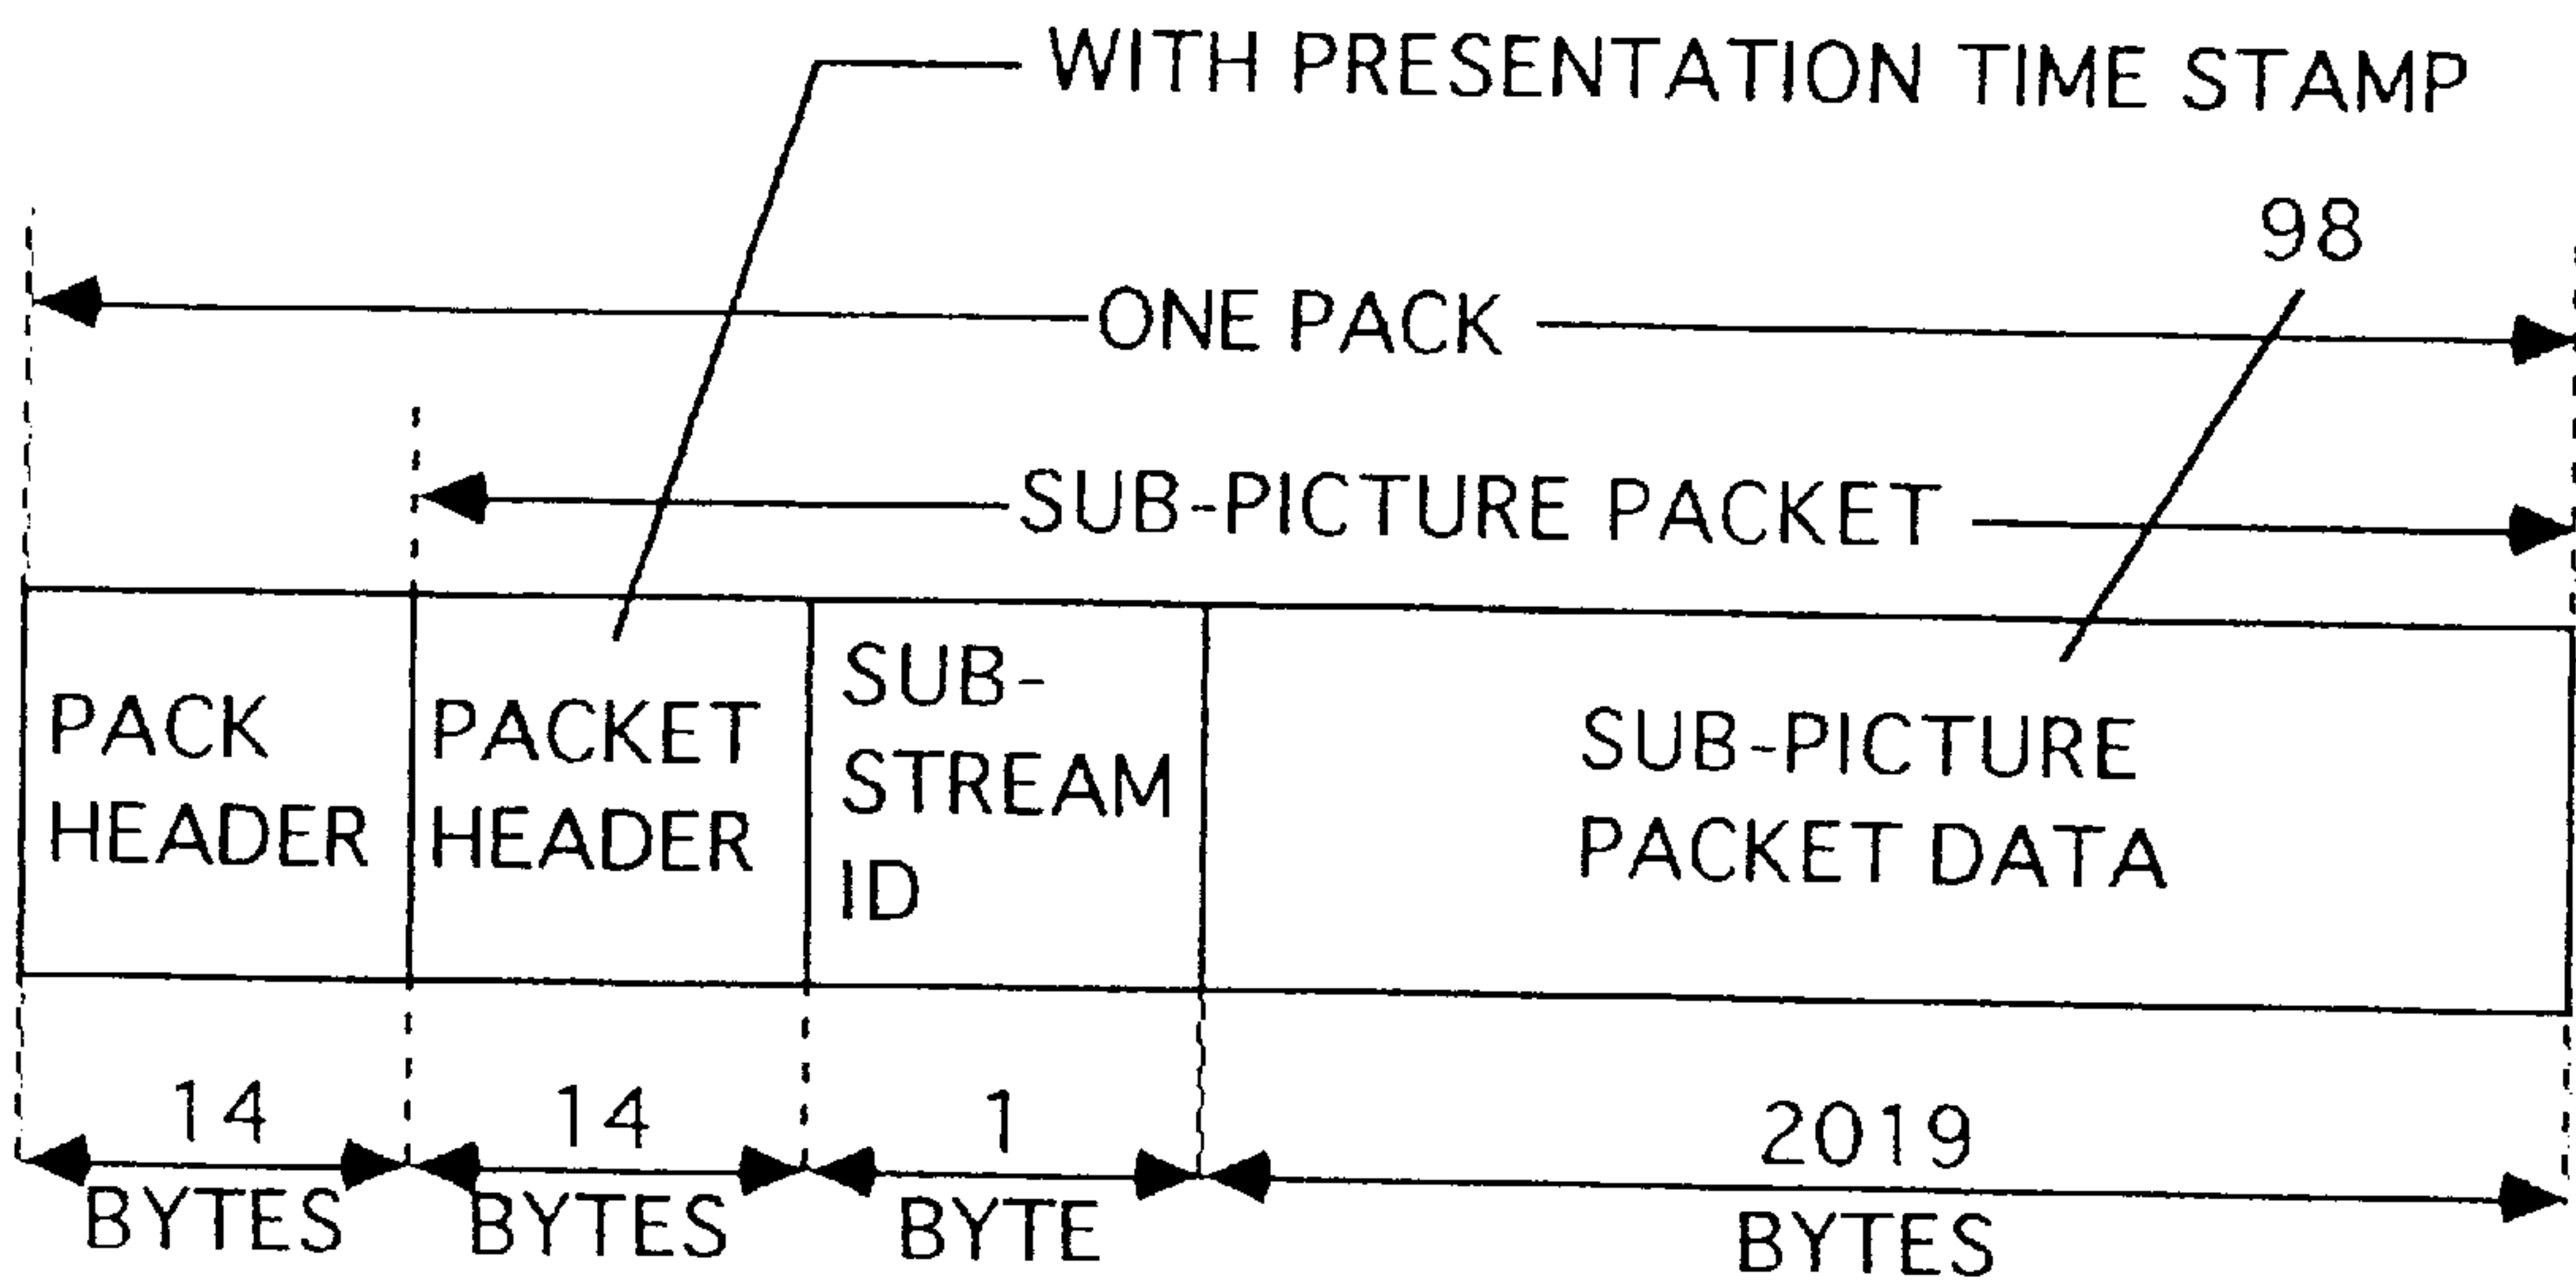 WITH PRESENTATION TIME STAMP
98
ONE PACK
SUB-PICTURE PACKET
PACK
HEADER
PACKET
HEADER
SUB-
STREAM
ID
SUB-PICTURE
PACKET DATA
14
BYTES
14
BYTES
1
BYTE
2019
BYTES